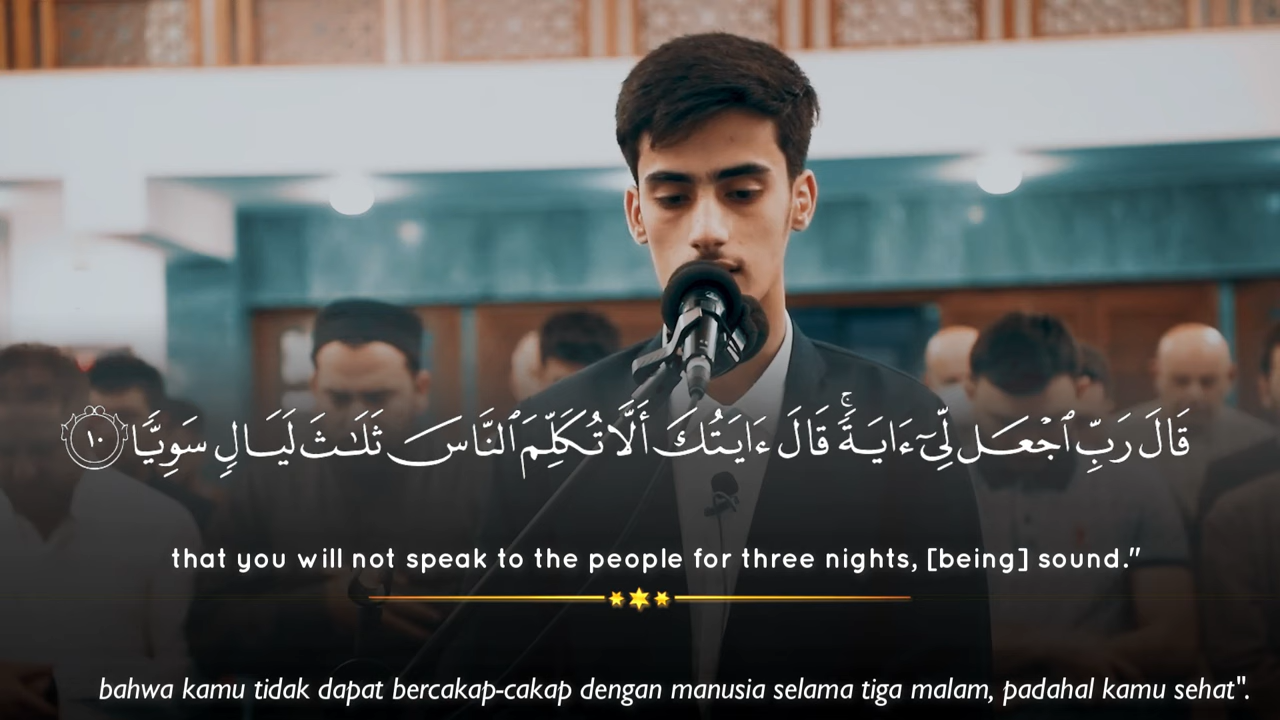 قَالَ رَبِّ ٱجْعَل لِّىٓ ءَايَةً ۚ قَالَ ءَايَتُكَ أَلَّا تُكَلِّمَ ٱلنَّاسَ ثَلَـٰثَ لَيَالٍ سَوِيًّا ١٠
that you will not speak to the people for three nights, [being] sound."
bahwa kamu tidak dapat bercakap-cakap dengan manusia selama tiga malam, padahal kamu sehat".